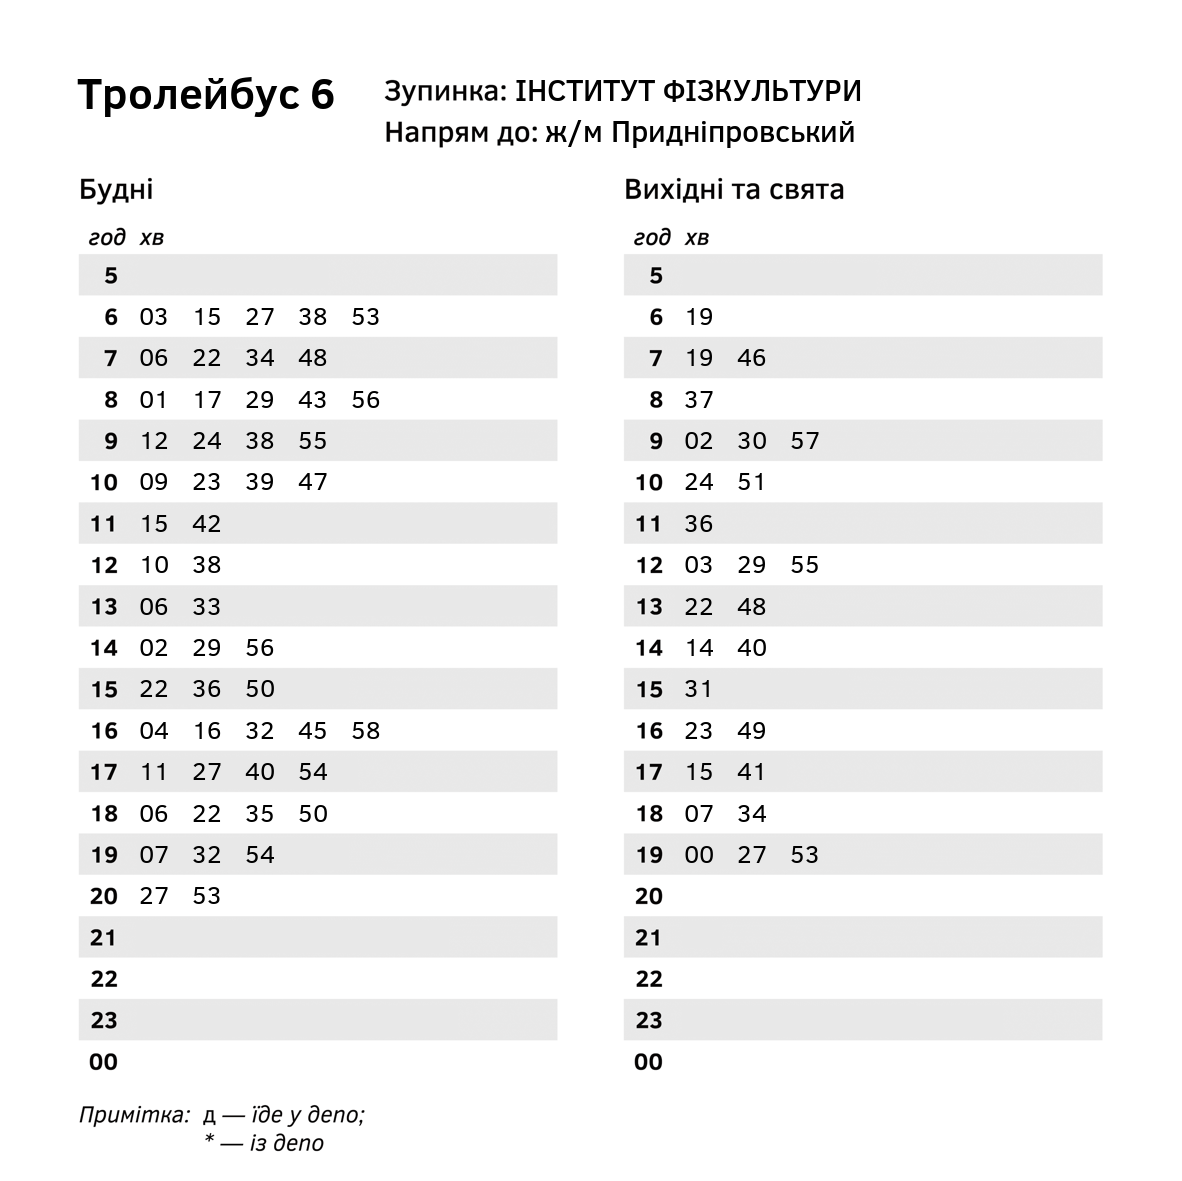 Тролейбус 6
Зупинка: ІНСТИТУТ ФІЗКУЛЬТУРИ
Напрям до: ж/м Придніпровський
Будні
год хв
5
6 03 15 27 38 53
7 06 22 34 48
8 01 17 29 43 56
9 12 24 38 55
10 09 23 39 47
11 15 42
12 10 38
13 06 33
14 02 29 56
15 22 36 50
16 04 16 32 45 58
17 11 27 40 54
18 06 22 35 50
19 07 32 54
20 27 53
21
22
23
00
Вихідні та свята
год хв
5
6 19
7 19 46
8 37
9 02 30 57
10 24 51
11 36
12 03 29 55
13 22 48
14 14 40
15 31
16 23 49
17 15 41
18 07 34
19 00 27 53
20
21
22
23
00
Примітка: д — їде у депо;
* — із депо